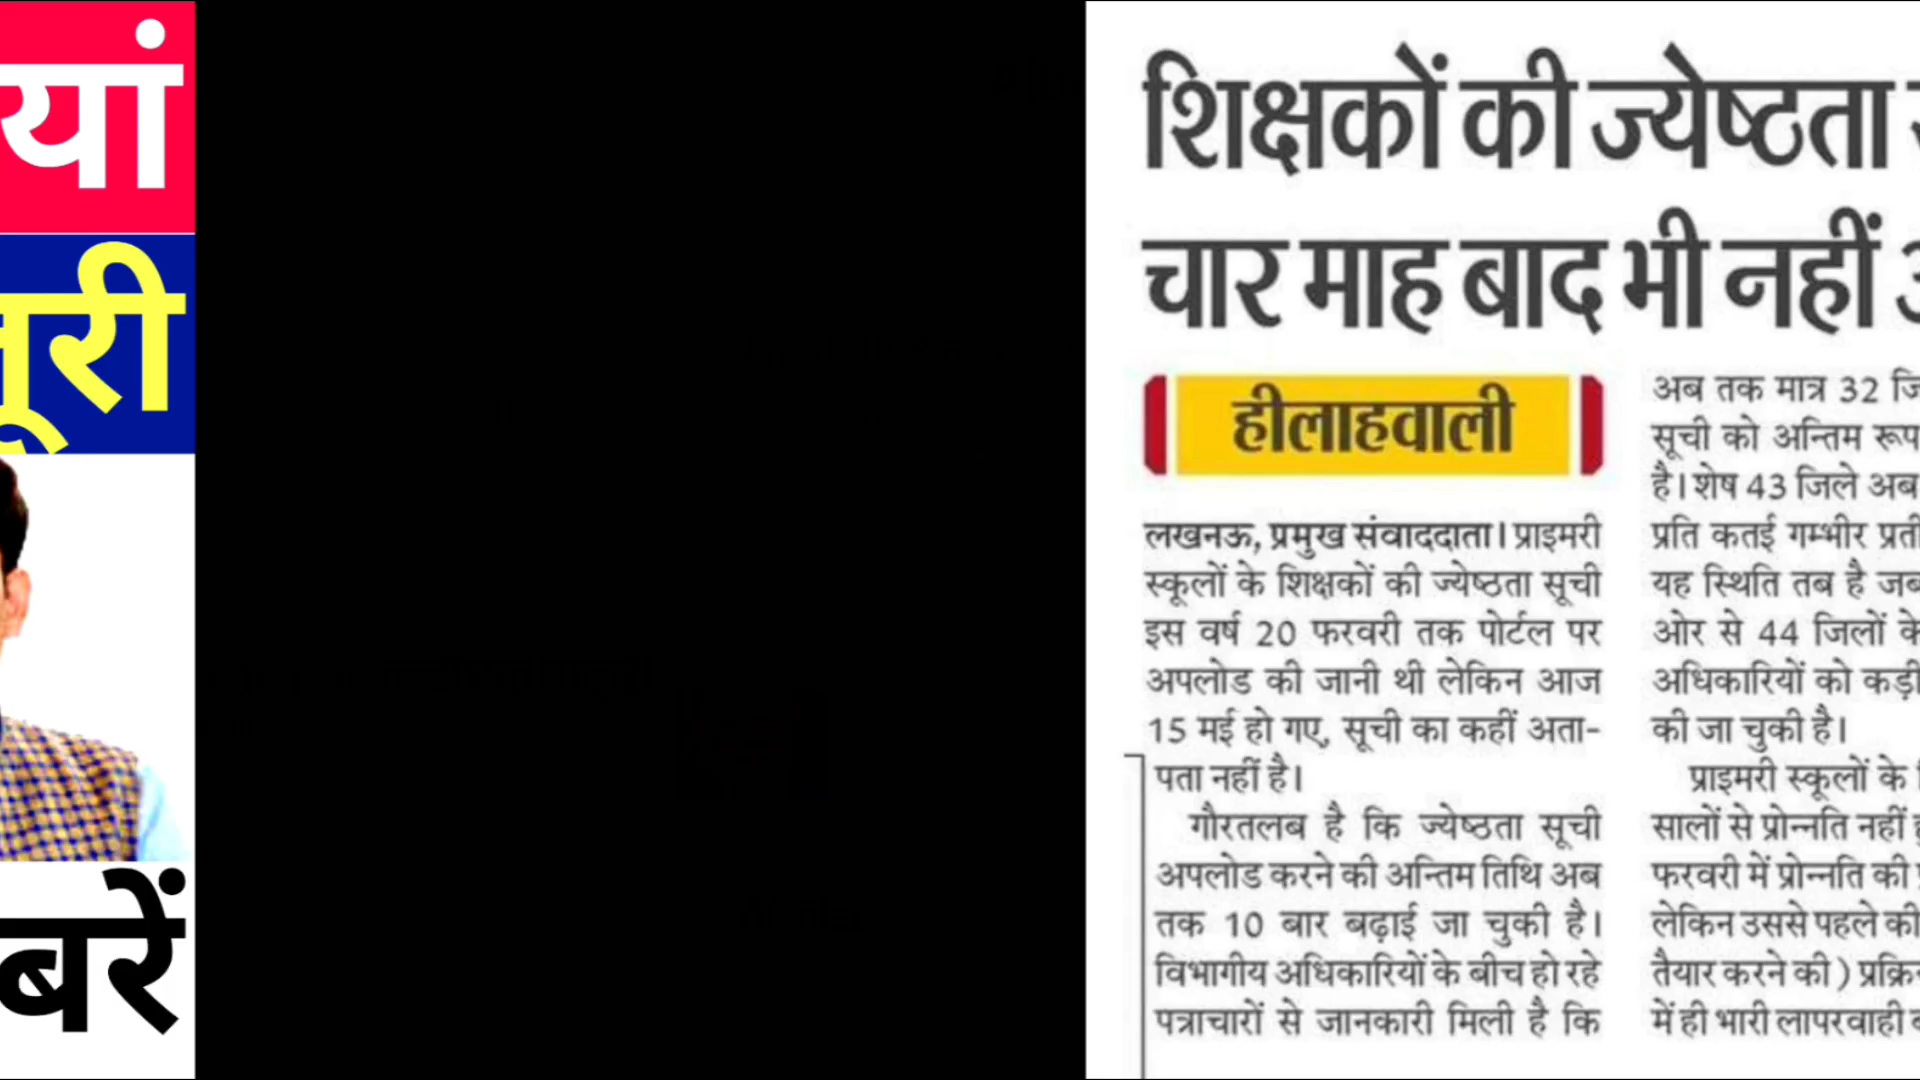 यां
री
बरें
शिक्षकों की ज्येष्ठता
चार माह बाद भी नहीं
हीलाहवाली
लखनऊ, प्रमुख संवाददाता। प्राइमरी
स्कूलों के शिक्षकों की ज्येष्ठता सूची
इस वर्ष 20 फरवरी तक पोर्टल पर
अपलोड की जानी थी लेकिन आज
15 मई हो गए, सूची का कहीं अता-
पता नहीं है।
गौरतलब है कि ज्येष्ठता सूची
अपलोड करने की अन्तिम तिथि अब
तक 10 बार बढ़ाई जा चुकी है।
विभागीय अधिकारियों के बीच हो रहे
पत्राचारों से जानकारी मिली है कि
अब तक मात्र 32
सूची को अन्तिम रूप
है। शेष 43 जिले अब
प्रति कतई गम्भीर
यह स्थिति तब है जब
ओर से 44 जिलों के
अधिकारियों को कड़ी
की जा चुकी है।
प्राइमरी स्कूलों के
सालों से प्रोन्नति नहीं
फरवरी में प्रोन्नति की
लेकिन उससे पहले की
तैयार करने की )
में ही भारी लापरवाही